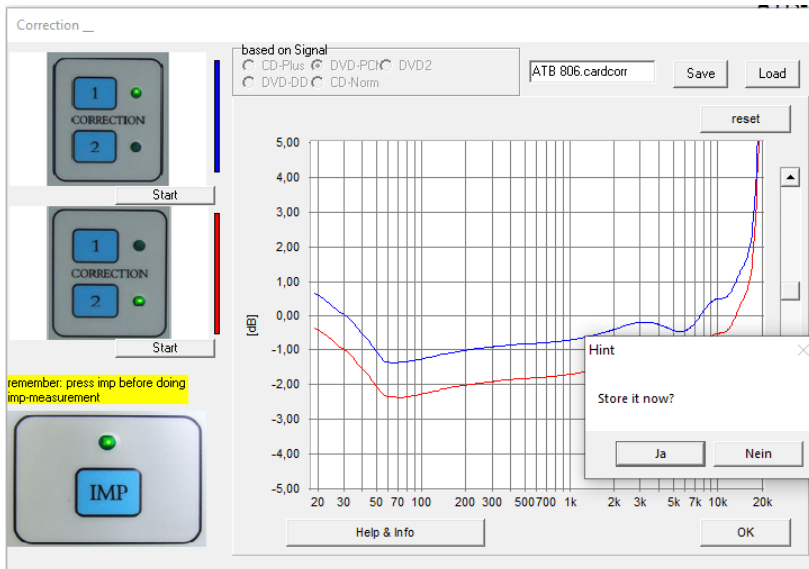 Correction __
based on Signal
CD-Plus DVD-PCM DVD2
DVD-DD CD-Norm
ATB 806.cardcorr
Save
Load
1
CORRECTION
2
Start
1
CORRECTION
2
Start
remember: press imp before doing
imp-measurement
IMP
reset
5,00
4,00
3,00
2,00
1,00
0,00
-1,00
-2,00
-3,00
-4,00
-5,00
[dB]
20 30 50 70 100 200 300 500 700 1k 2k 3k 5k 7k 10k 20k
Hint
Store it now?
Ja
Nein
Help & Info
OK